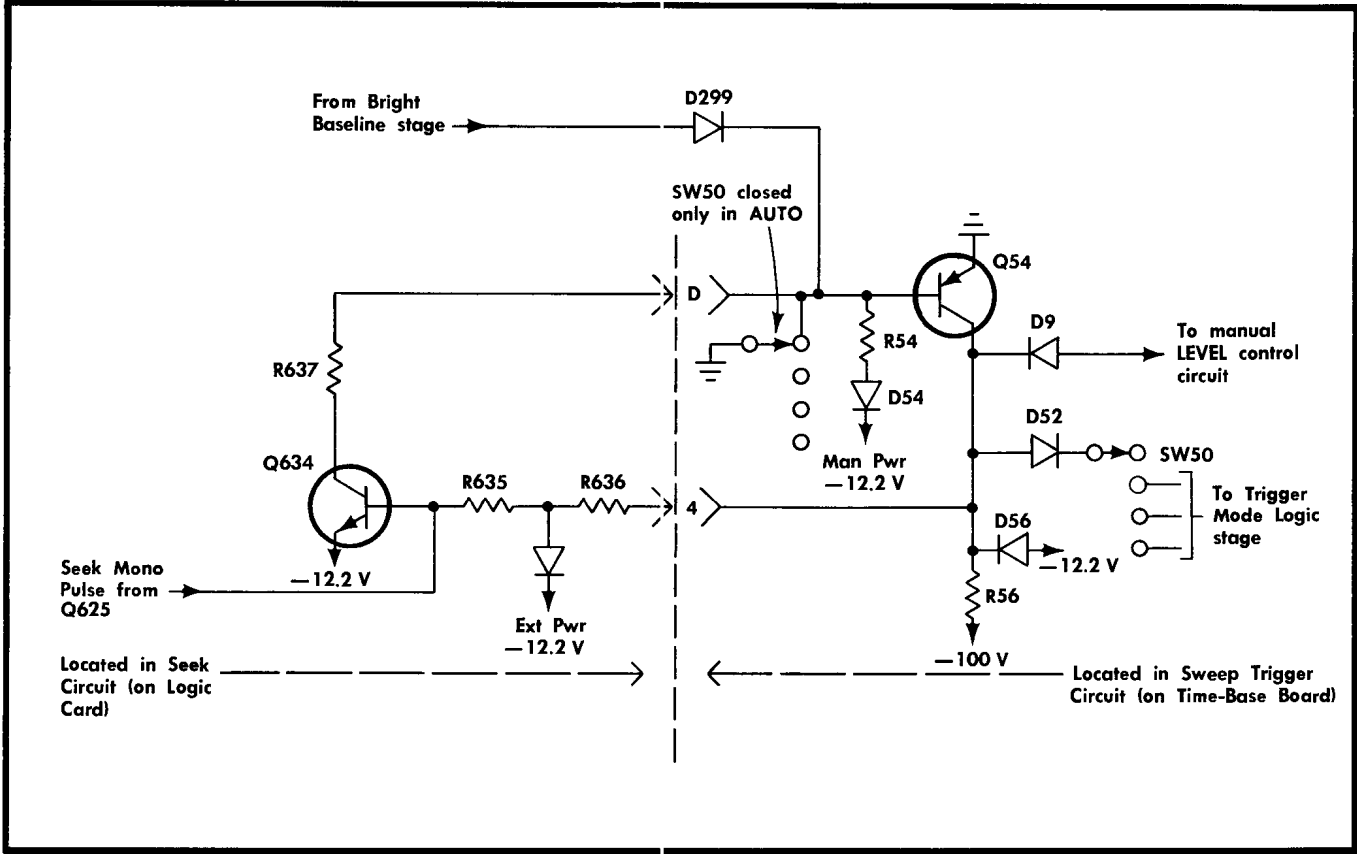 From Bright
Baseline stage
D299
SW50 closed
only in AUTO
Q54
D
D9
To manual
LEVEL control
circuit
R637
R54
D54
D52
Man Pwr
—12.2 V
SW50
Q634
R635
R636
4
To Trigger
Mode Logic
stage
D56
—12.2 V
—12.2 V
Seek Mono
Pulse from
Q625
R56
Ext Pwr
—12.2 V
—100 V
Located in Seek
Circuit (on Logic
Card)
Located in Sweep Trigger
Circuit (on Time-Base Board)